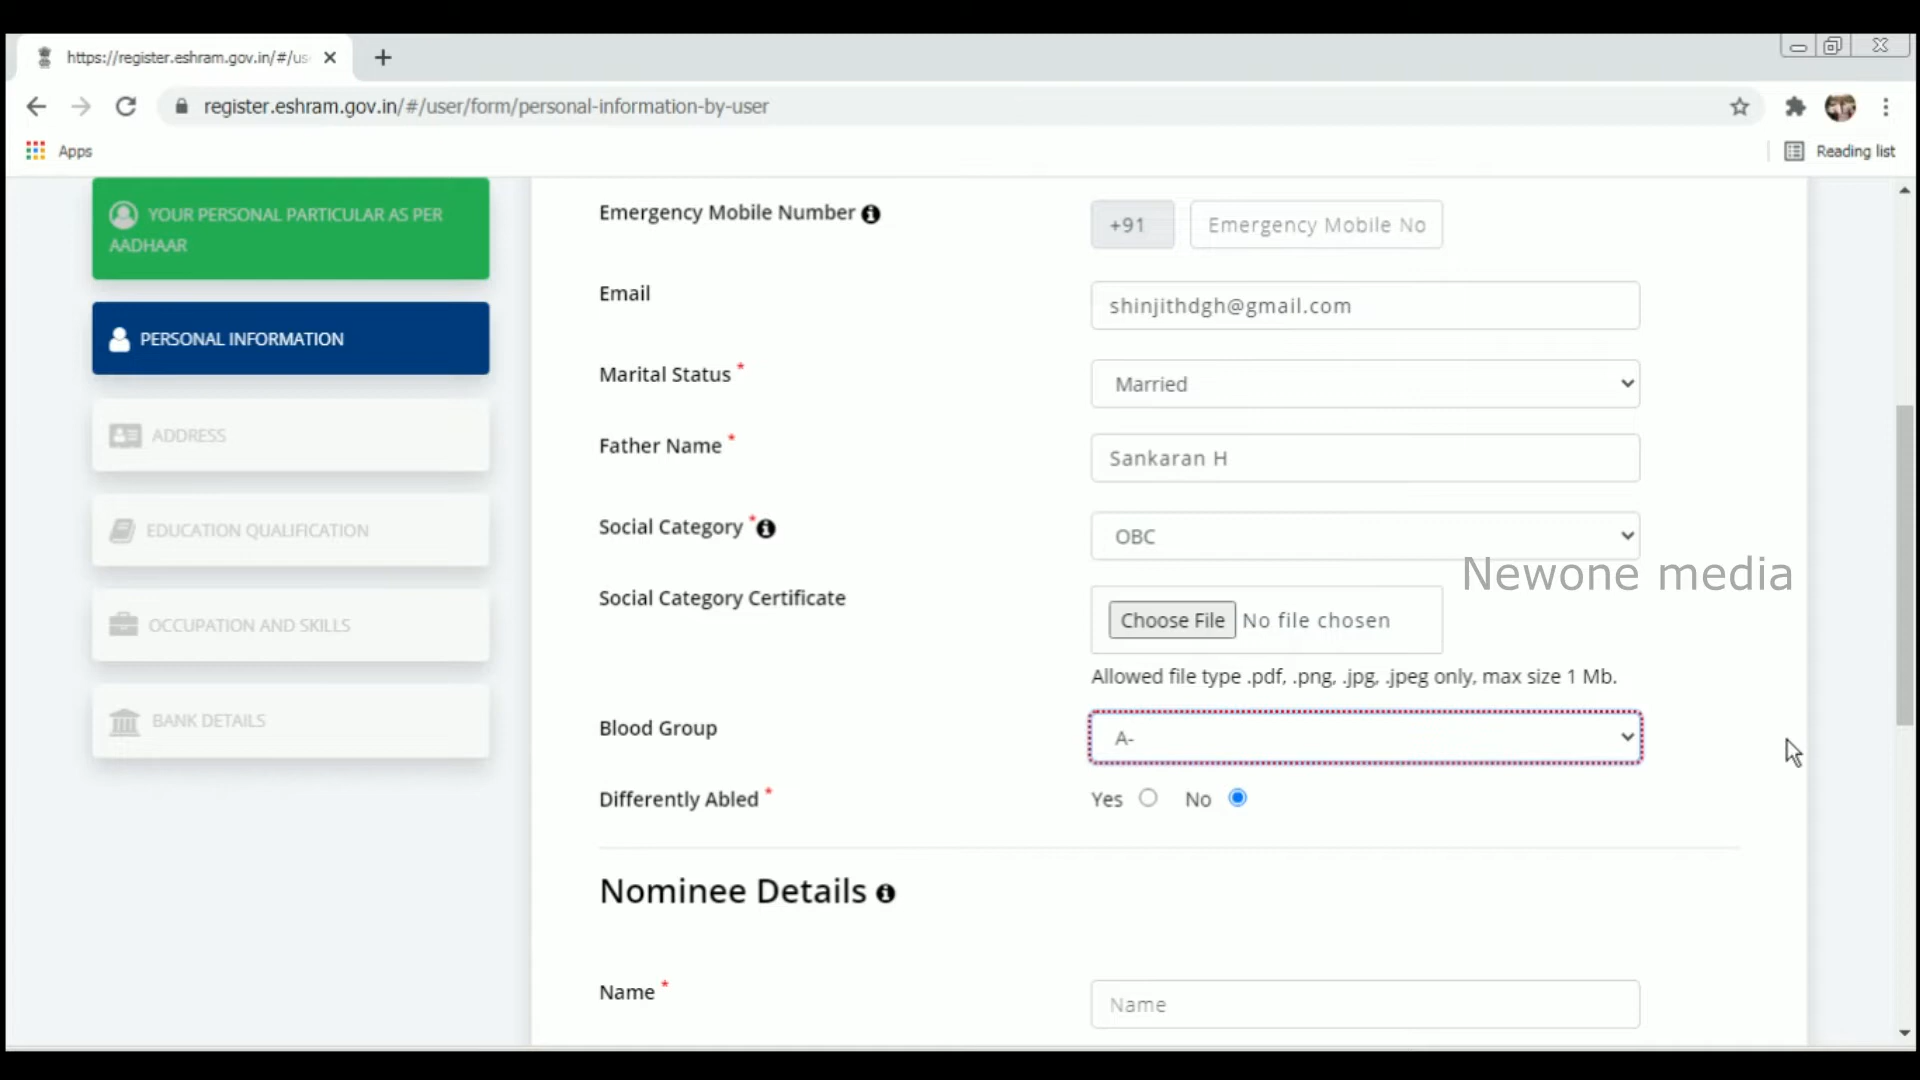 https://register.eshram.gov.in/#/us
register.eshram.gov.in/#/user/form/personal-information-by-user
Apps
Reading list
YOUR PERSONAL PARTICULAR AS PER
AADHAAR
PERSONAL INFORMATION
ADDRESS
EDUCATION QUALIFICATION
OCCUPATION AND SKILLS
BANK DETAILS
Emergency Mobile Number
+91 Emergency Mobile No
Email
shinjithdgh@gmail.com
Marital Status *
Married
Father Name *
Sankaran H
Social Category *
OBC
Newone media
Social Category Certificate
Choose File No file chosen
Allowed file type .pdf, .png, .jpg, .jpeg only, max size 1 Mb.
Blood Group
A-
Differently Abled *
Yes No
Nominee Details
Name *
Name